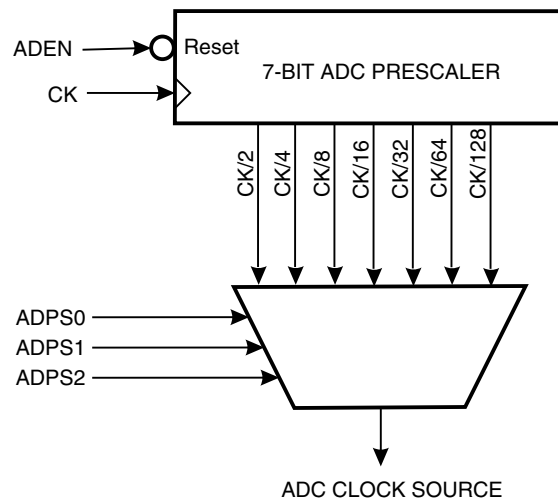 ADEN
Reset
7-BIT ADC PRESCALER
CK
CK/2
CK/4
CK/8
CK/16
CK/32
CK/64
CK/128
ADPS0
ADPS1
ADPS2
ADC CLOCK SOURCE